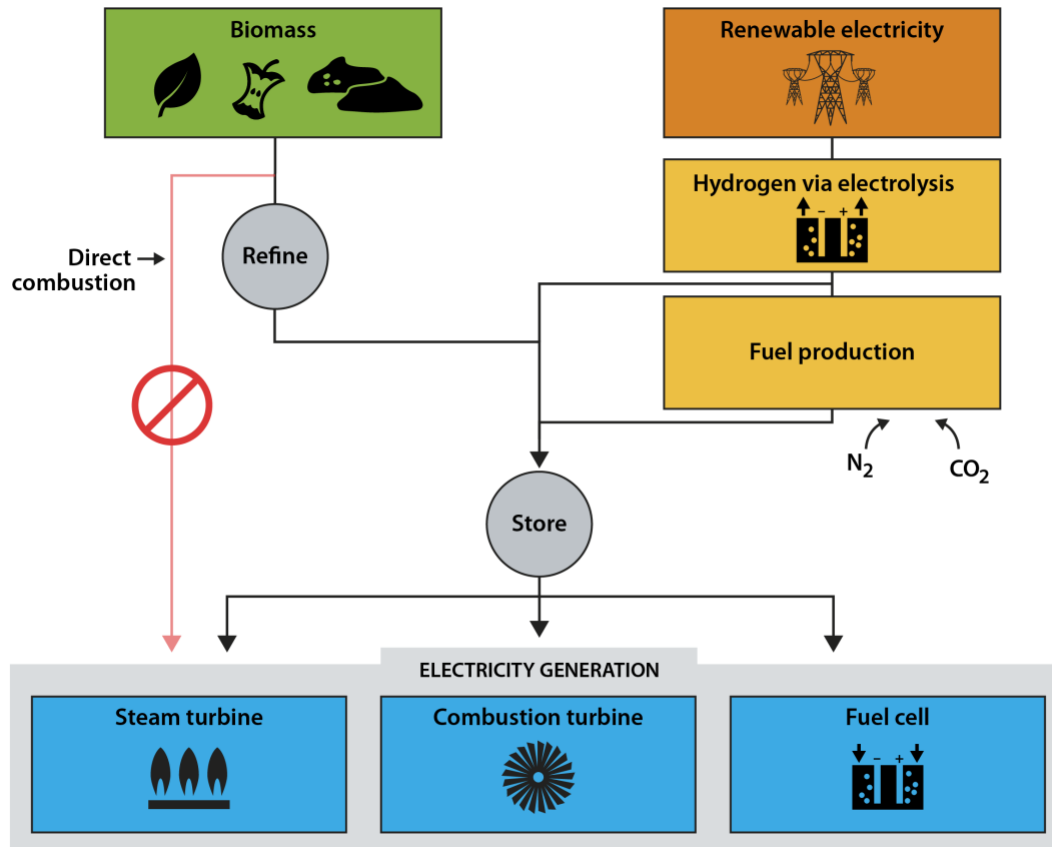 Biomass
Renewable electricity
Hydrogen via electrolysis
− +
Refine
Direct
combustion
Fuel production
N₂
CO₂
Store
ELECTRICITY GENERATION
Steam turbine
Combustion turbine
Fuel cell
− +